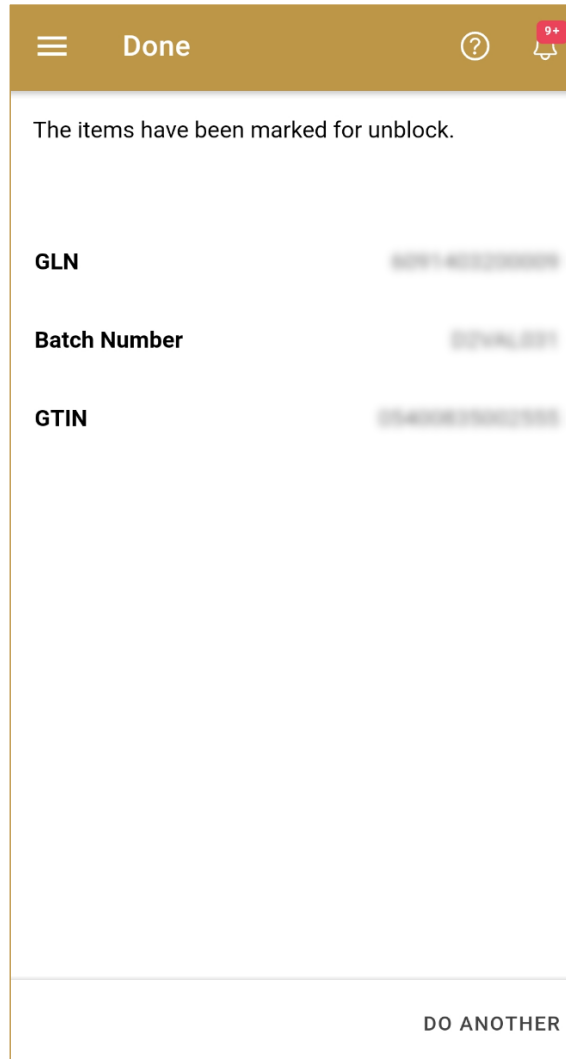 Done
9+
The items have been marked for unblock.
GLN
Batch Number
GTIN
DO ANOTHER